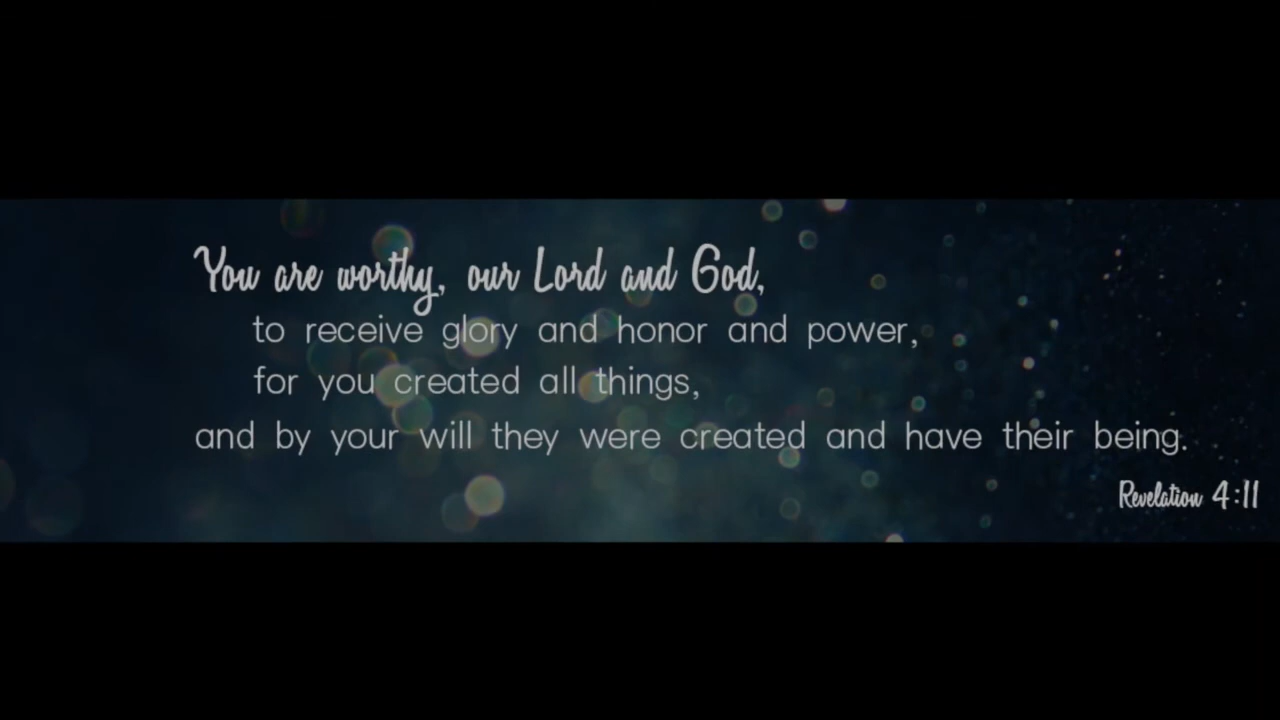 You are worthy, our Lord and God,
to receive glory and honor and power,
for you created all things,
and by your will they were created and have their being.
Revelation 4:11